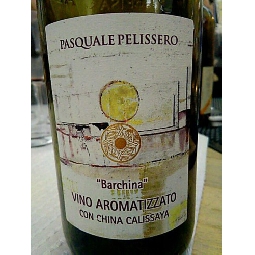 PASQUALE PELISSERO
"Barchina"
VINO AROMATIZZATO
CON CHINA CALISSAYA